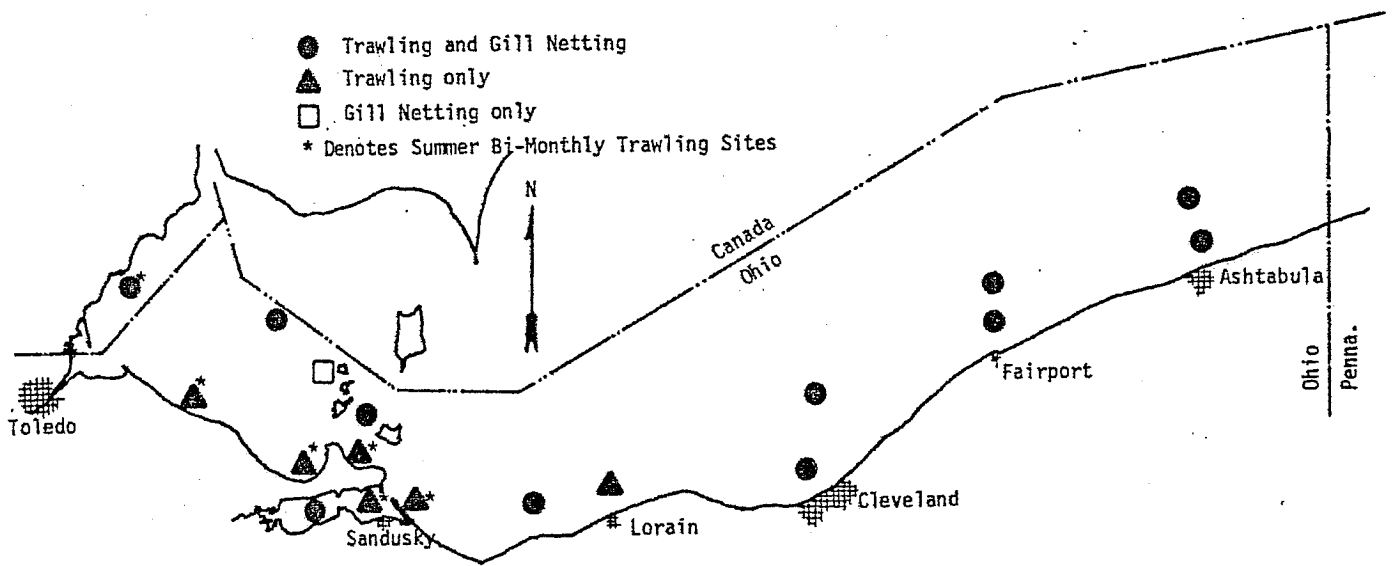 Trawling and Gill Netting
Trawling only
Gill Netting only
* Denotes Summer Bi-Monthly Trawling Sites
N
Canada
Ohio
Ashtabula
Fairport
Ohio
Penna.
Toledo
Cleveland
Lorain
Sandusky